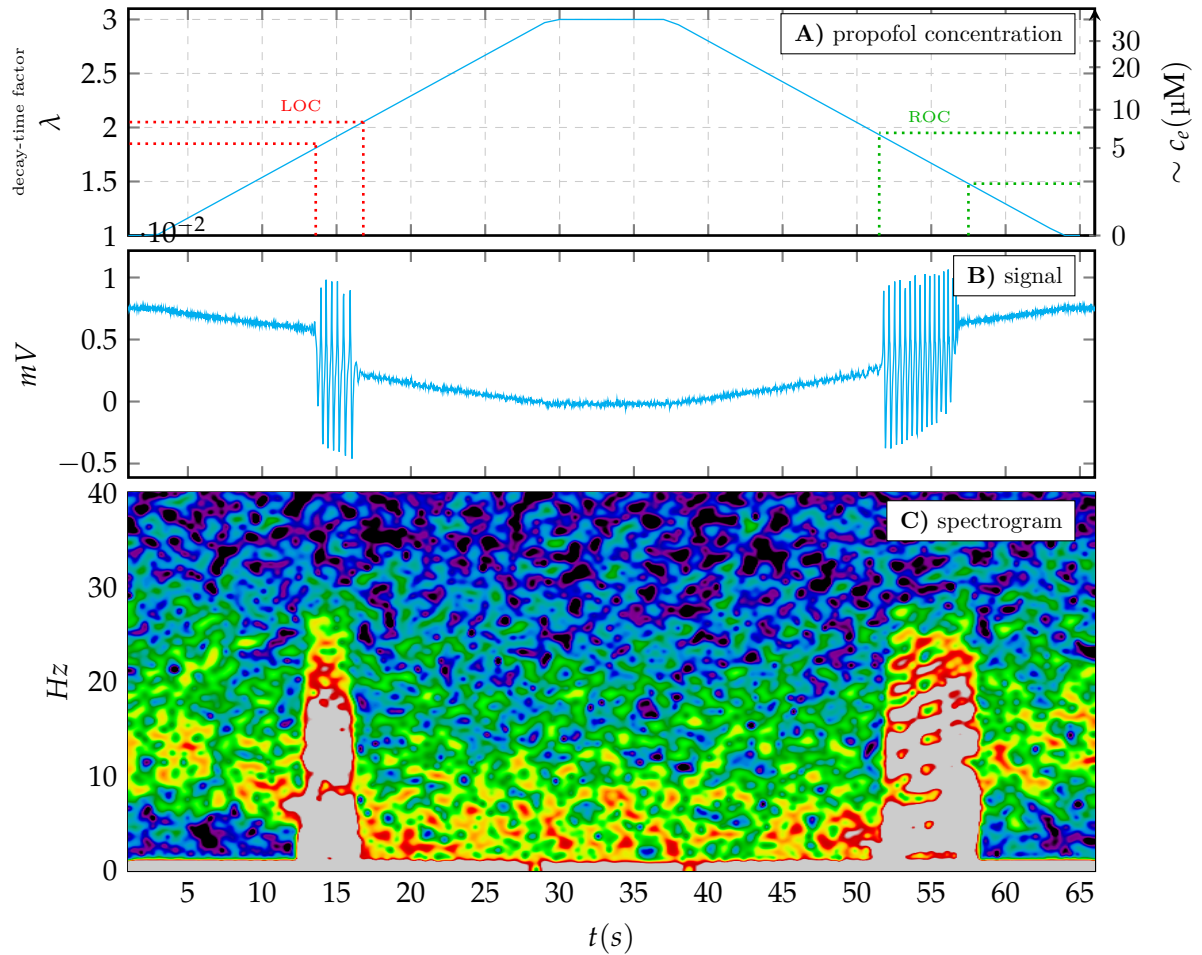 A) propofol concentration
decay-time factor
λ
3
2.5
2
1.5
1
·10⁻²
LOC
ROC
30
20
10
5
0
∼ cₑ(µM)
B) signal
mV
1
0.5
0
−0.5
C) spectrogram
Hz
40
30
20
10
0
5 10 15 20 25 30 35 40 45 50 55 60 65
t(s)